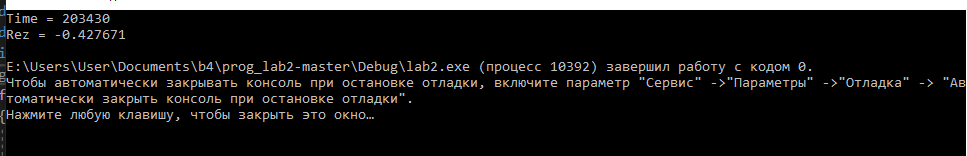 Time = 203430
Rez = -0.427671
E:\Users\User\Documents\b4\prog_lab2-master\Debug\lab2.exe (процесс 10392) завершил работу с кодом 0.
Чтобы автоматически закрывать консоль при остановке отладки, включите параметр "Сервис" ->"Параметры" ->"Отладка" -> "Ав
томатически закрыть консоль при остановке отладки".
Нажмите любую клавишу, чтобы закрыть это окно…